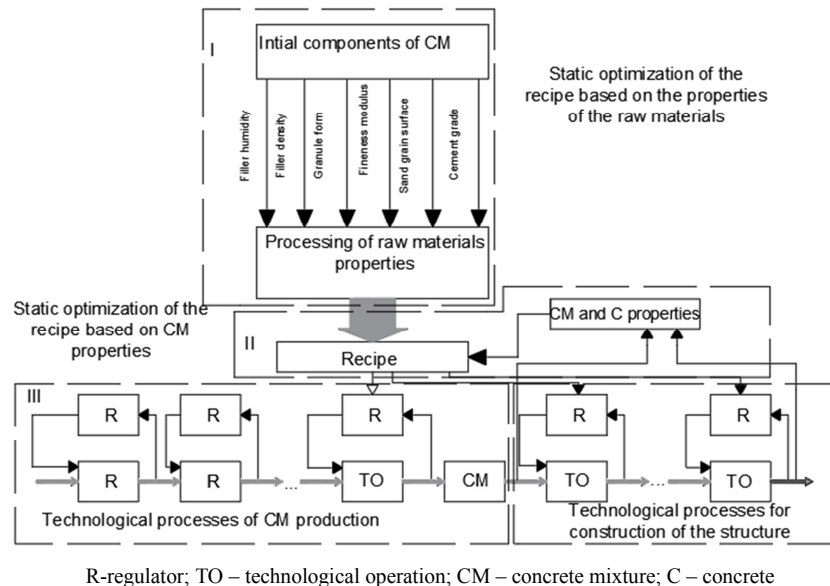 I
Intial components of CM
Static optimization of the
recipe based on the properties
of the raw materials
Filler humidity
Filler density
Granule form
Fineness modulus
Sand grain surface
Cement grade
Processing of raw materials
properties
Static optimization of the
recipe based on CM
properties
II
CM and C properties
Recipe
III
R
R
R
R
R
R
R
...
TO
CM
TO
...
TO
Technological processes of CM production
Technological processes for
construction of the structure
R-regulator; TO – technological operation; CM – concrete mixture; C – concrete